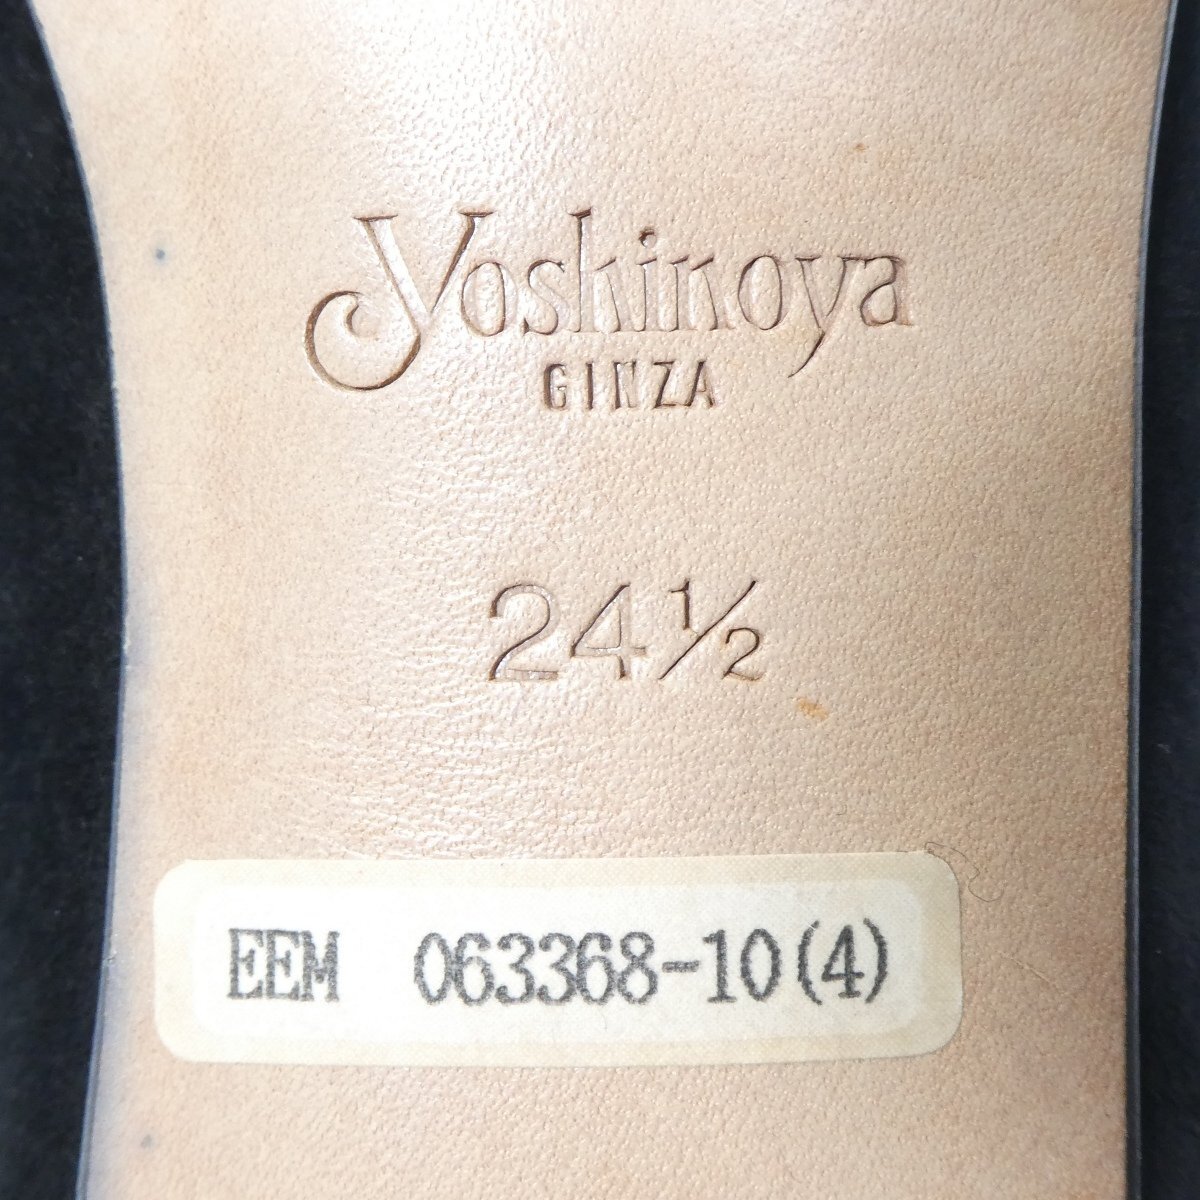 Yoshinoya
GINZA
24½
EEM 063368-10(4)